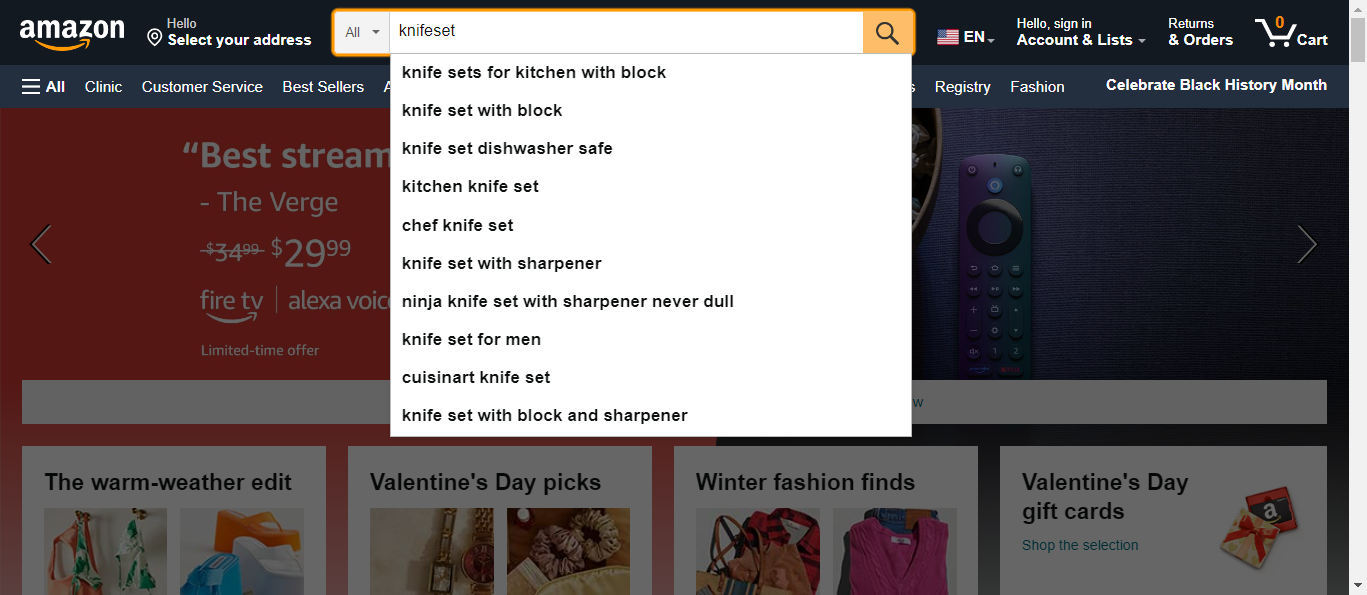 amazon
Hello
Select your address
All
knifeset
EN
Hello, sign in
Account & Lists
Returns
& Orders
0
Cart
All
Clinic
Customer Service
Best Sellers
Registry
Fashion
Celebrate Black History Month
knife sets for kitchen with block
knife set with block
knife set dishwasher safe
kitchen knife set
chef knife set
knife set with sharpener
ninja knife set with sharpener never dull
knife set for men
cuisinart knife set
knife set with block and sharpener
“Best stream
- The Verge
$34.99 $29.99
fire tv | alexa voic
Limited-time offer
The warm-weather edit
Valentine's Day picks
Winter fashion finds
Valentine's Day
gift cards
Shop the selection